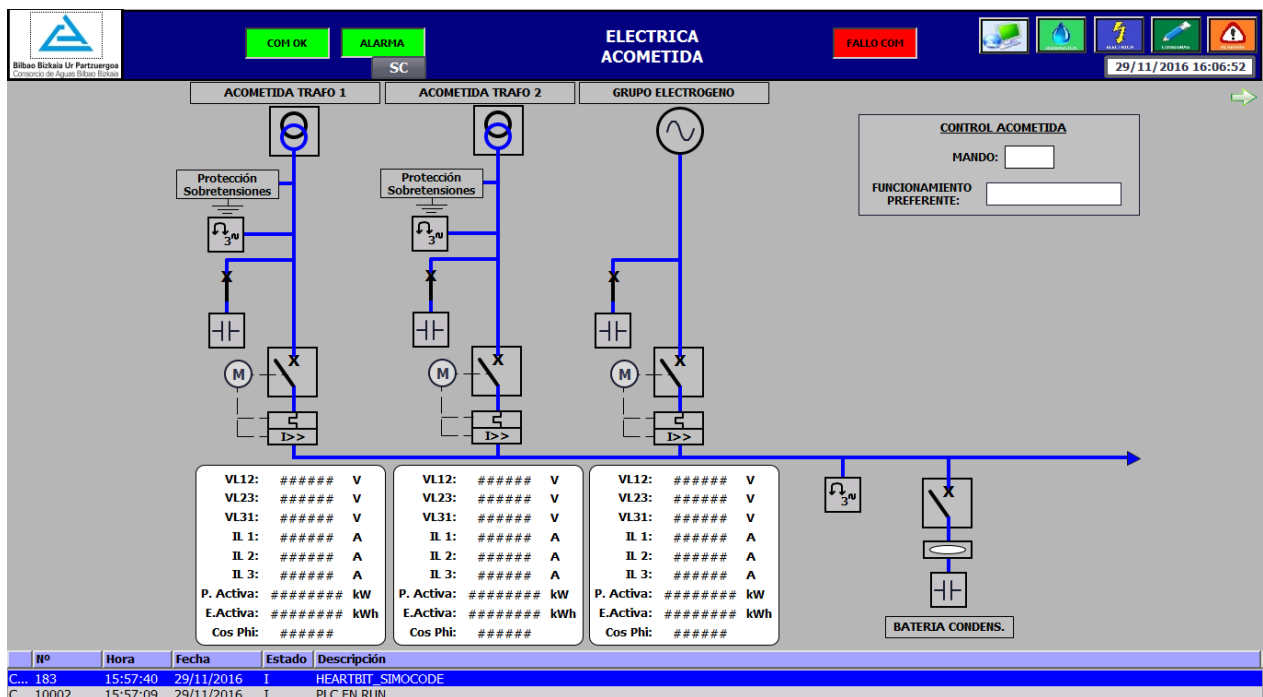 Bilbao Bizkaia Ur Partzuergoa
Consorcio de Aguas Bilbao Bizkaia
COM OK
ALARMA
SC
ELECTRICA
ACOMETIDA
FALLO COM
29/11/2016 16:06:52
ACOMETIDA TRAFO 1
ACOMETIDA TRAFO 2
GRUPO ELECTROGENO
CONTROL ACOMETIDA
MANDO:
FUNCIONAMIENTO
PREFERENTE:
Protección
Sobretensiones
Protección
Sobretensiones
3
3
X
X
X
X
X
X
M
M
M
I>>
I>>
I>>
VL12: ###### V
VL23: ###### V
VL31: ###### V
IL 1: ###### A
IL 2: ###### A
IL 3: ###### A
P. Activa: ######## kW
E.Activa: ######## kWh
Cos Phi: ######
VL12: ###### V
VL23: ###### V
VL31: ###### V
IL 1: ###### A
IL 2: ###### A
IL 3: ###### A
P. Activa: ######## kW
E.Activa: ######## kWh
Cos Phi: ######
VL12: ###### V
VL23: ###### V
VL31: ###### V
IL 1: ###### A
IL 2: ###### A
IL 3: ###### A
P. Activa: ######## kW
E.Activa: ######## kWh
Cos Phi: ######
3
X
BATERIA CONDENS.
Nº Hora Fecha Estado Descripción
C... 183 15:57:40 29/11/2016 I HEARTBIT_SIMOCODE
C... 10002 15:57:09 29/11/2016 I PLC EN RUN